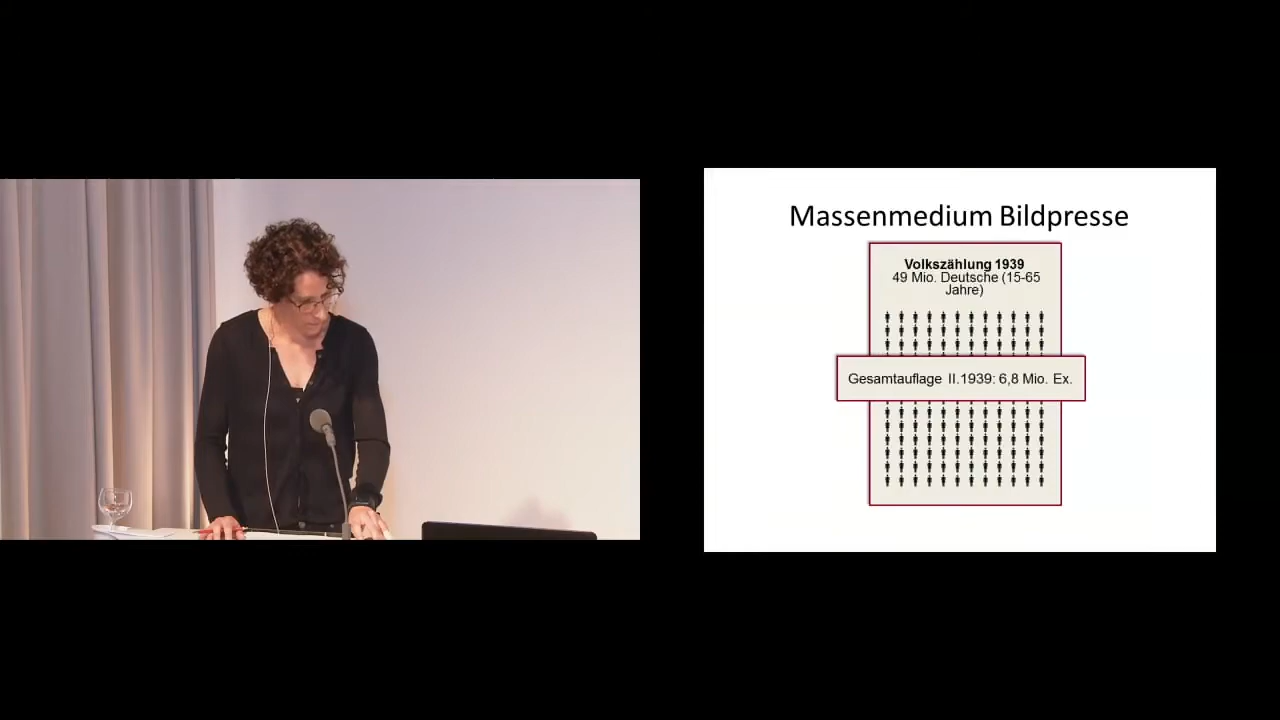 Massenmedium Bildpresse
Volkszählung 1939
49 Mio. Deutsche (15-65
Jahre)
Gesamtauflage II.1939: 6,8 Mio. Ex.